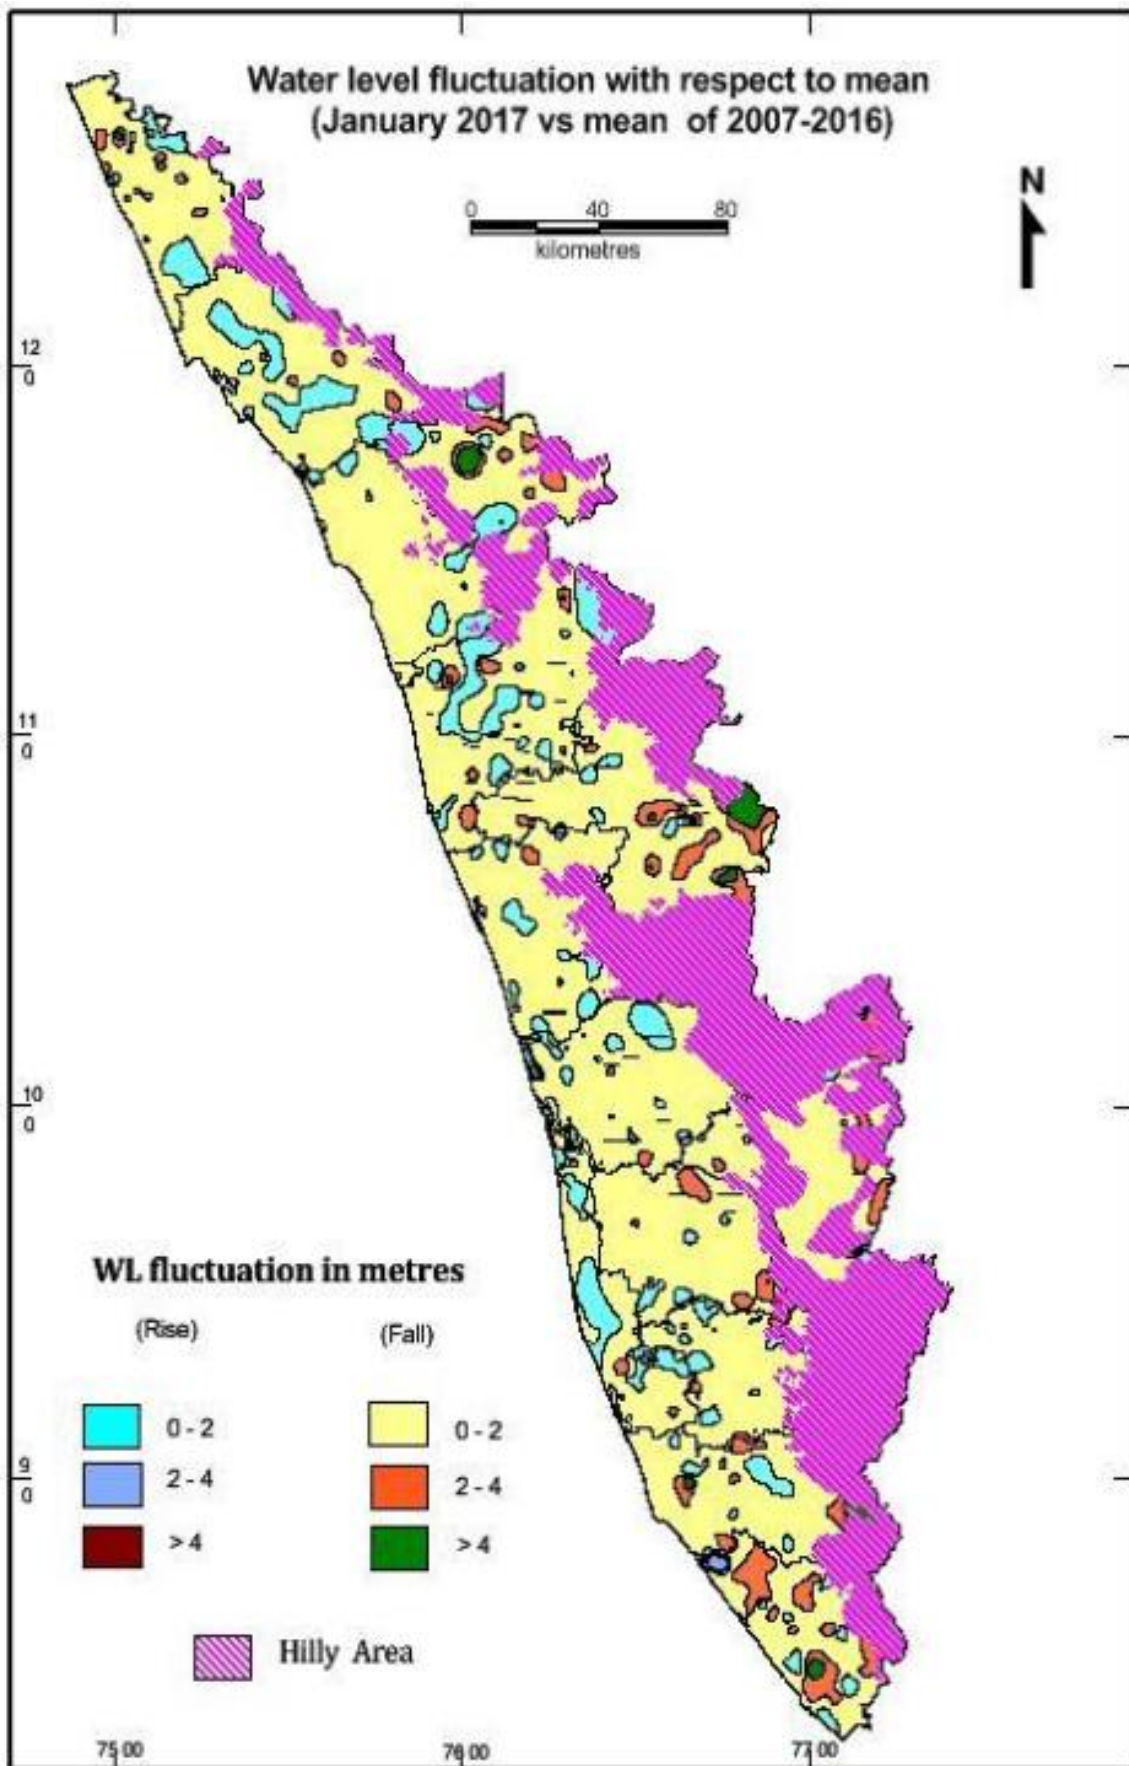 Water level fluctuation with respect to mean
(January 2017 vs mean of 2007-2016)
N
0 40 80
kilometres
12
0
11
0
10
0
9
0
WL fluctuation in metres
(Rise) (Fall)
0 - 2 0 - 2
2 - 4 2 - 4
> 4 > 4
Hilly Area
75 00 76 00 77 00